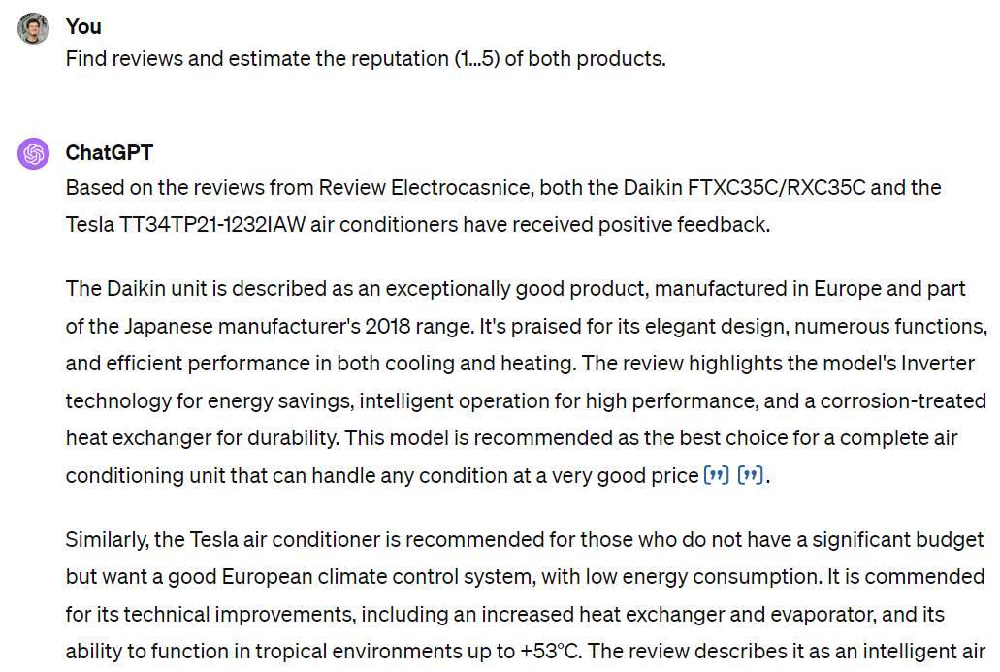 You
Find reviews and estimate the reputation (1...5) of both products.
ChatGPT
Based on the reviews from Review Electrocasnice, both the Daikin FTXC35C/RXC35C and the
Tesla TT34TP21-1232IAW air conditioners have received positive feedback.
The Daikin unit is described as an exceptionally good product, manufactured in Europe and part
of the Japanese manufacturer's 2018 range. It's praised for its elegant design, numerous functions,
and efficient performance in both cooling and heating. The review highlights the model's Inverter
technology for energy savings, intelligent operation for high performance, and a corrosion-treated
heat exchanger for durability. This model is recommended as the best choice for a complete air
conditioning unit that can handle any condition at a very good price ["] ["].
Similarly, the Tesla air conditioner is recommended for those who do not have a significant budget
but want a good European climate control system, with low energy consumption. It is commended
for its technical improvements, including an increased heat exchanger and evaporator, and its
ability to function in tropical environments up to +53°C. The review describes it as an intelligent air